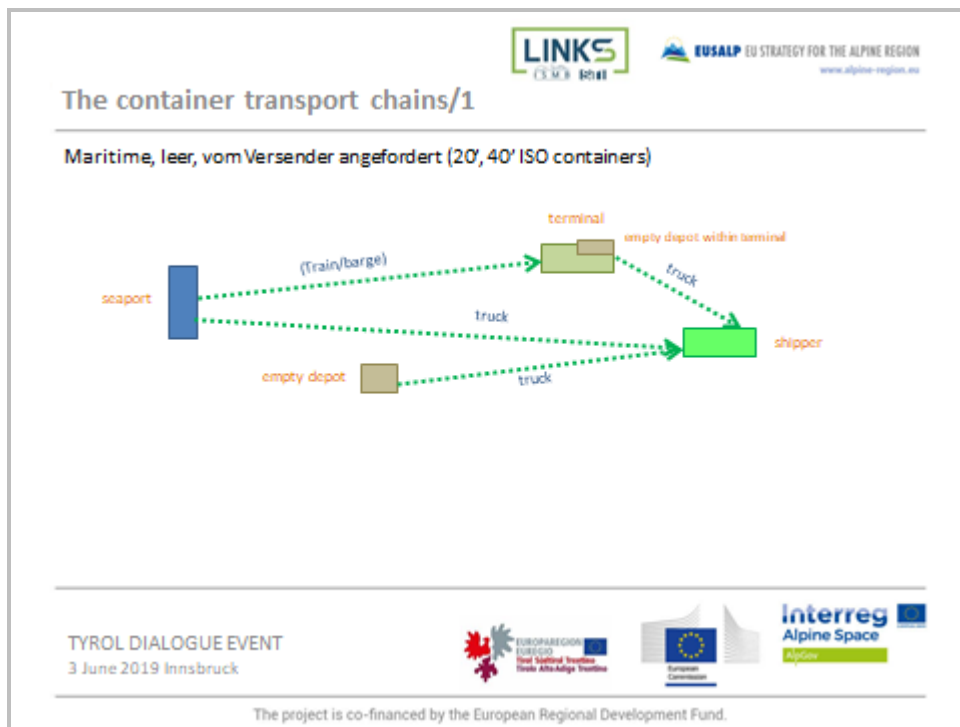 LINKS
EUSALP EU STRATEGY FOR THE ALPINE REGION
www.alpine-region.eu
The container transport chains/1
Maritime, leer, vom Versender angefordert (20', 40' ISO containers)
terminal
empty depot within terminal
(Train/barge)
truck
seaport
truck
shipper
empty depot
truck
TYROL DIALOGUE EVENT
3 June 2019 Innsbruck
EUROPAREGION
EUREGIO
Tirol Südtirol Trentino
Tirolo Alto Adige Trentino
European
Commission
Interreg
Alpine Space
AlpGov
The project is co-financed by the European Regional Development Fund.